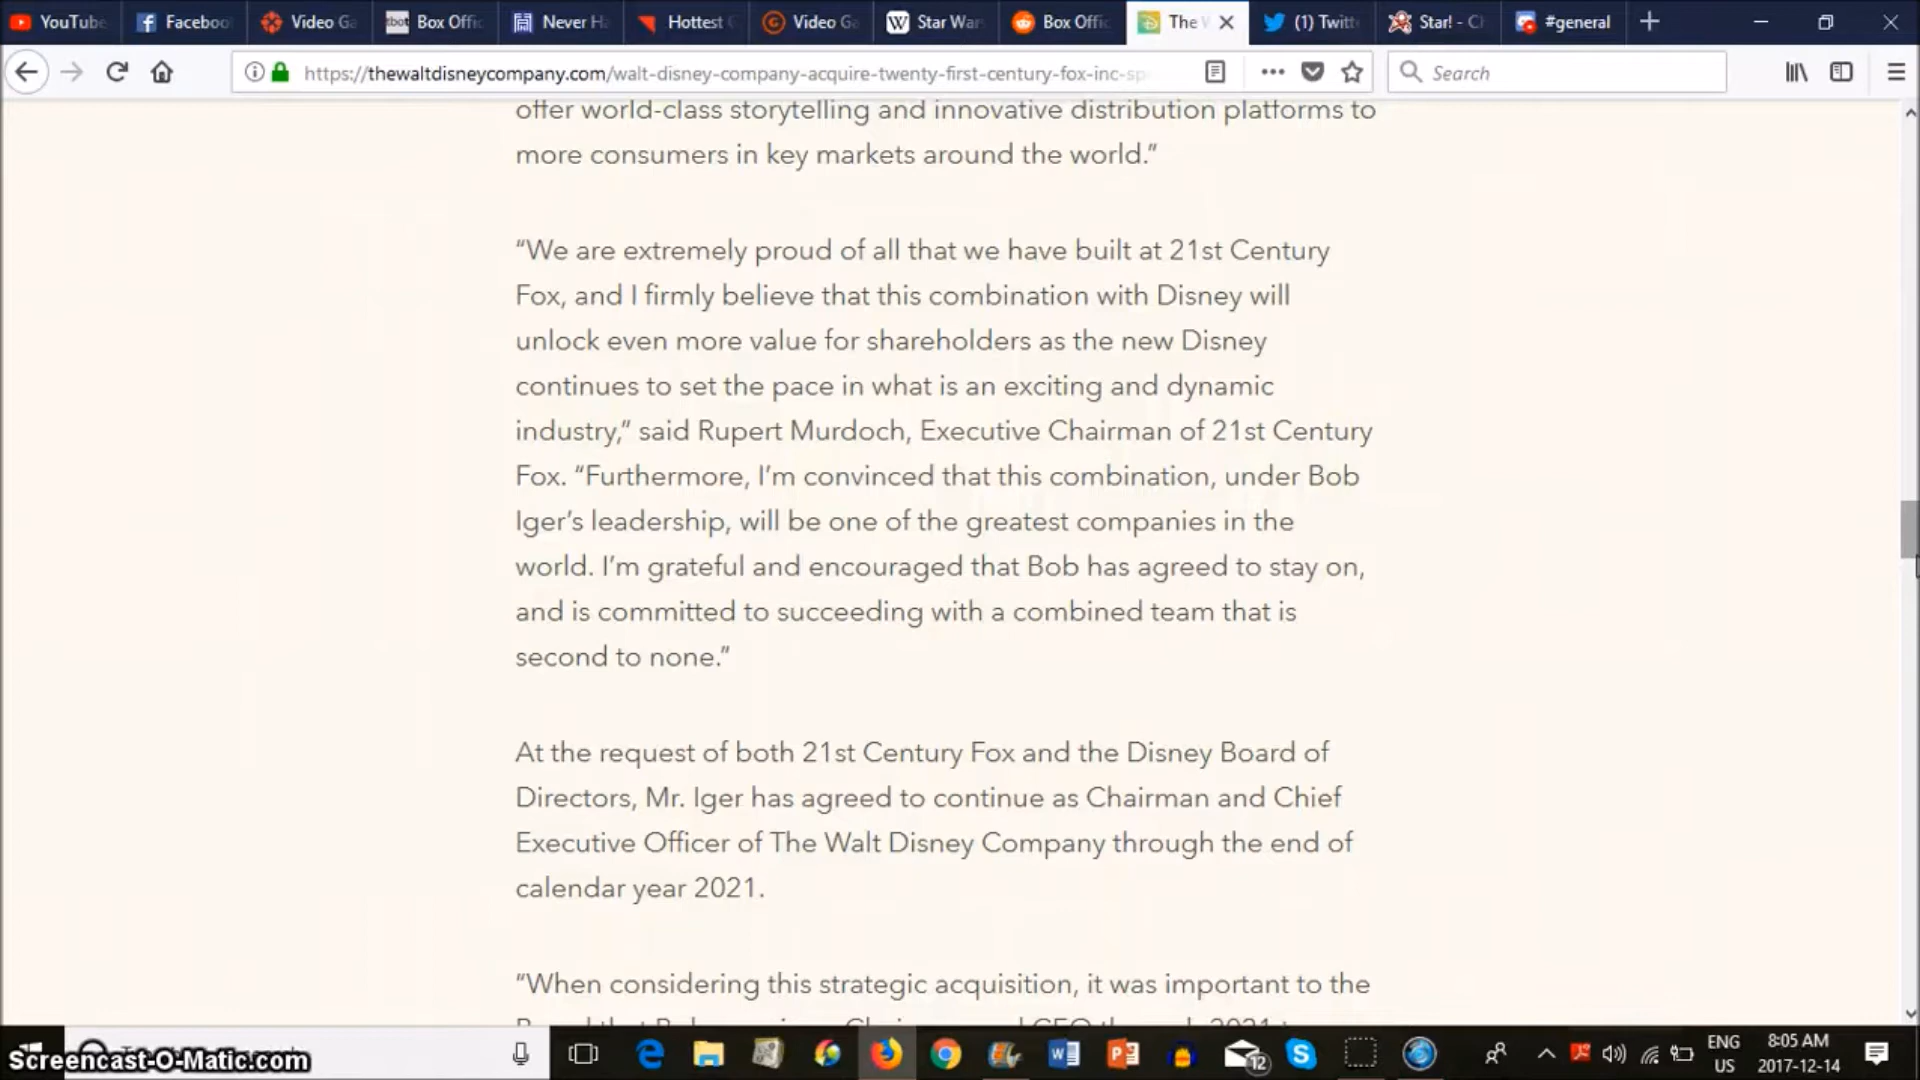 YouTube Faceboo Video Ga tbot Box Offic Never Ha Hottest Video Ga Star War Box Offic The (1) Twitt Star! - #general
https://thewaltdisneycompany.com/walt-disney-company-acquire-twenty-first-century-fox-inc-sp Search
offer world-class storytelling and innovative distribution platforms to
more consumers in key markets around the world.”
“We are extremely proud of all that we have built at 21st Century
Fox, and I firmly believe that this combination with Disney will
unlock even more value for shareholders as the new Disney
continues to set the pace in what is an exciting and dynamic
industry,” said Rupert Murdoch, Executive Chairman of 21st Century
Fox. “Furthermore, I’m convinced that this combination, under Bob
Iger’s leadership, will be one of the greatest companies in the
world. I’m grateful and encouraged that Bob has agreed to stay on,
and is committed to succeeding with a combined team that is
second to none.”
At the request of both 21st Century Fox and the Disney Board of
Directors, Mr. Iger has agreed to continue as Chairman and Chief
Executive Officer of The Walt Disney Company through the end of
calendar year 2021.
“When considering this strategic acquisition, it was important to the
Screencast-O-Matic.com
12
ENG
US
8:05 AM
2017-12-14